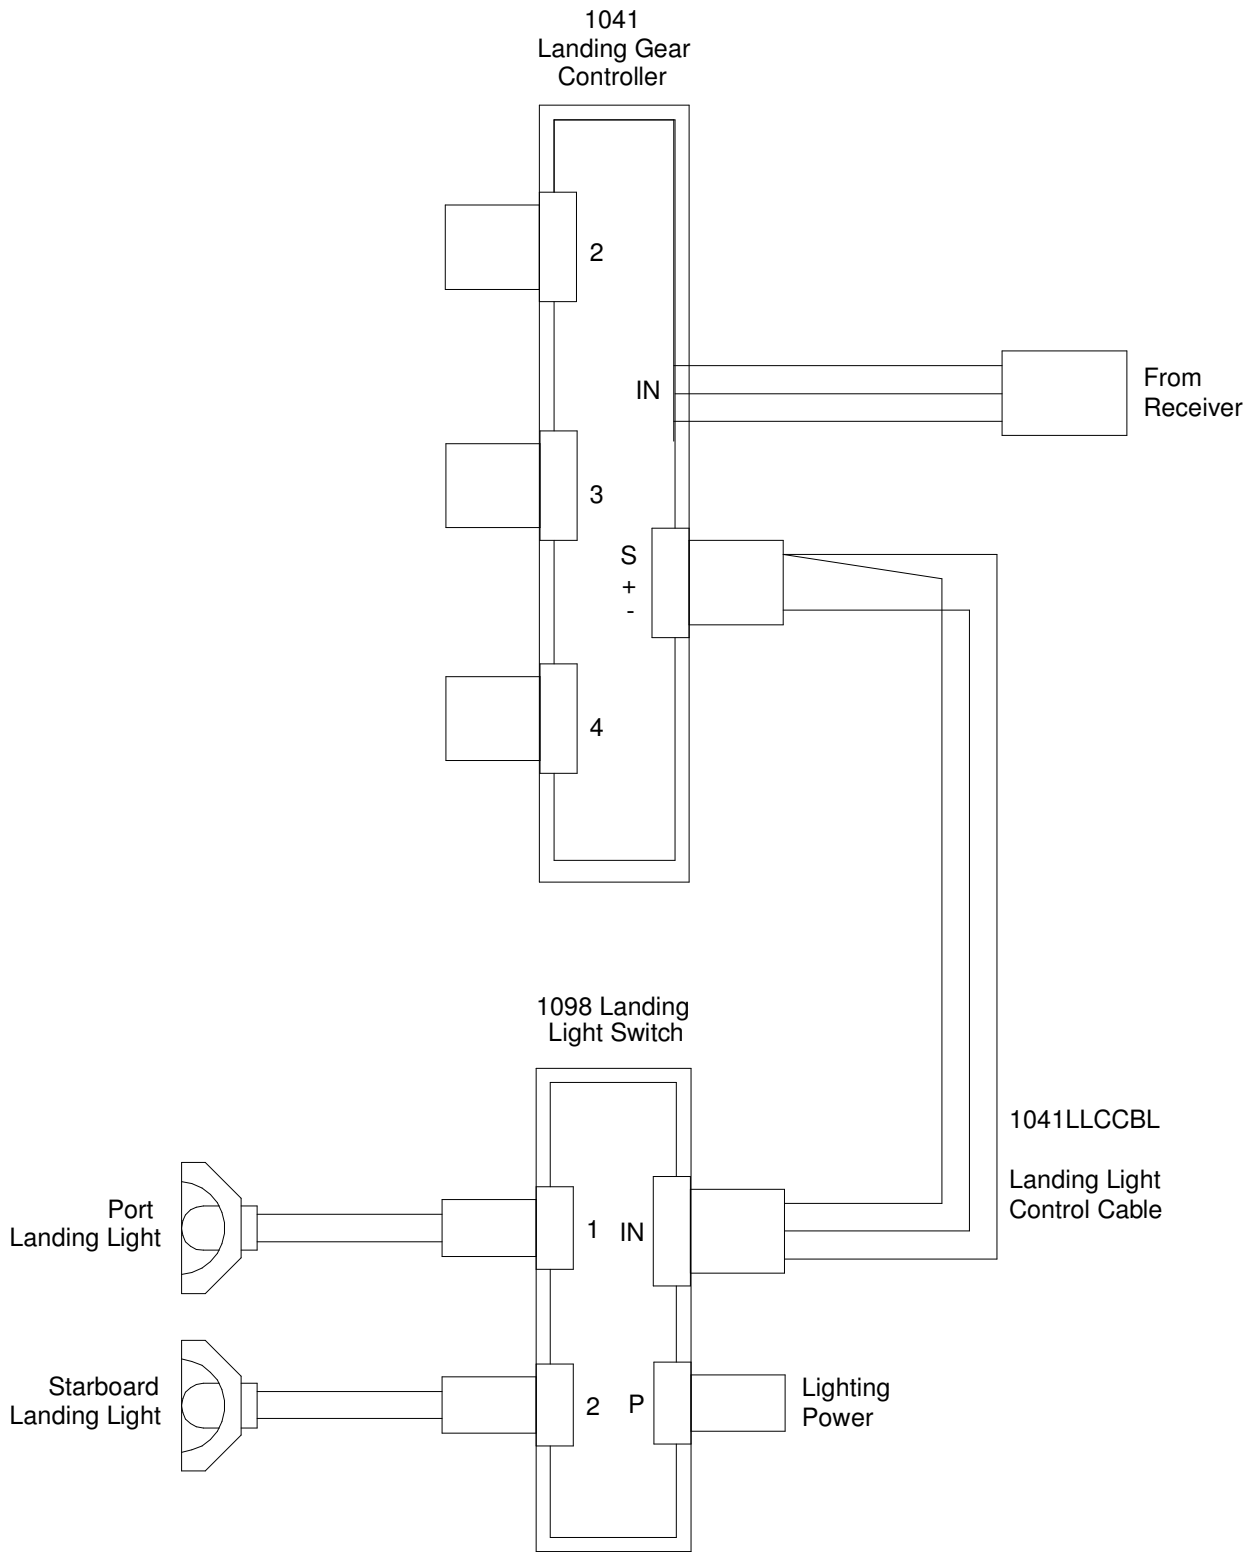 1041
Landing Gear
Controller
2
IN
From
Receiver
3
S
+
-
4
1098 Landing
Light Switch
1041LLCCBL
Landing Light
Control Cable
Port
Landing Light
1
IN
Starboard
Landing Light
2
P
Lighting
Power